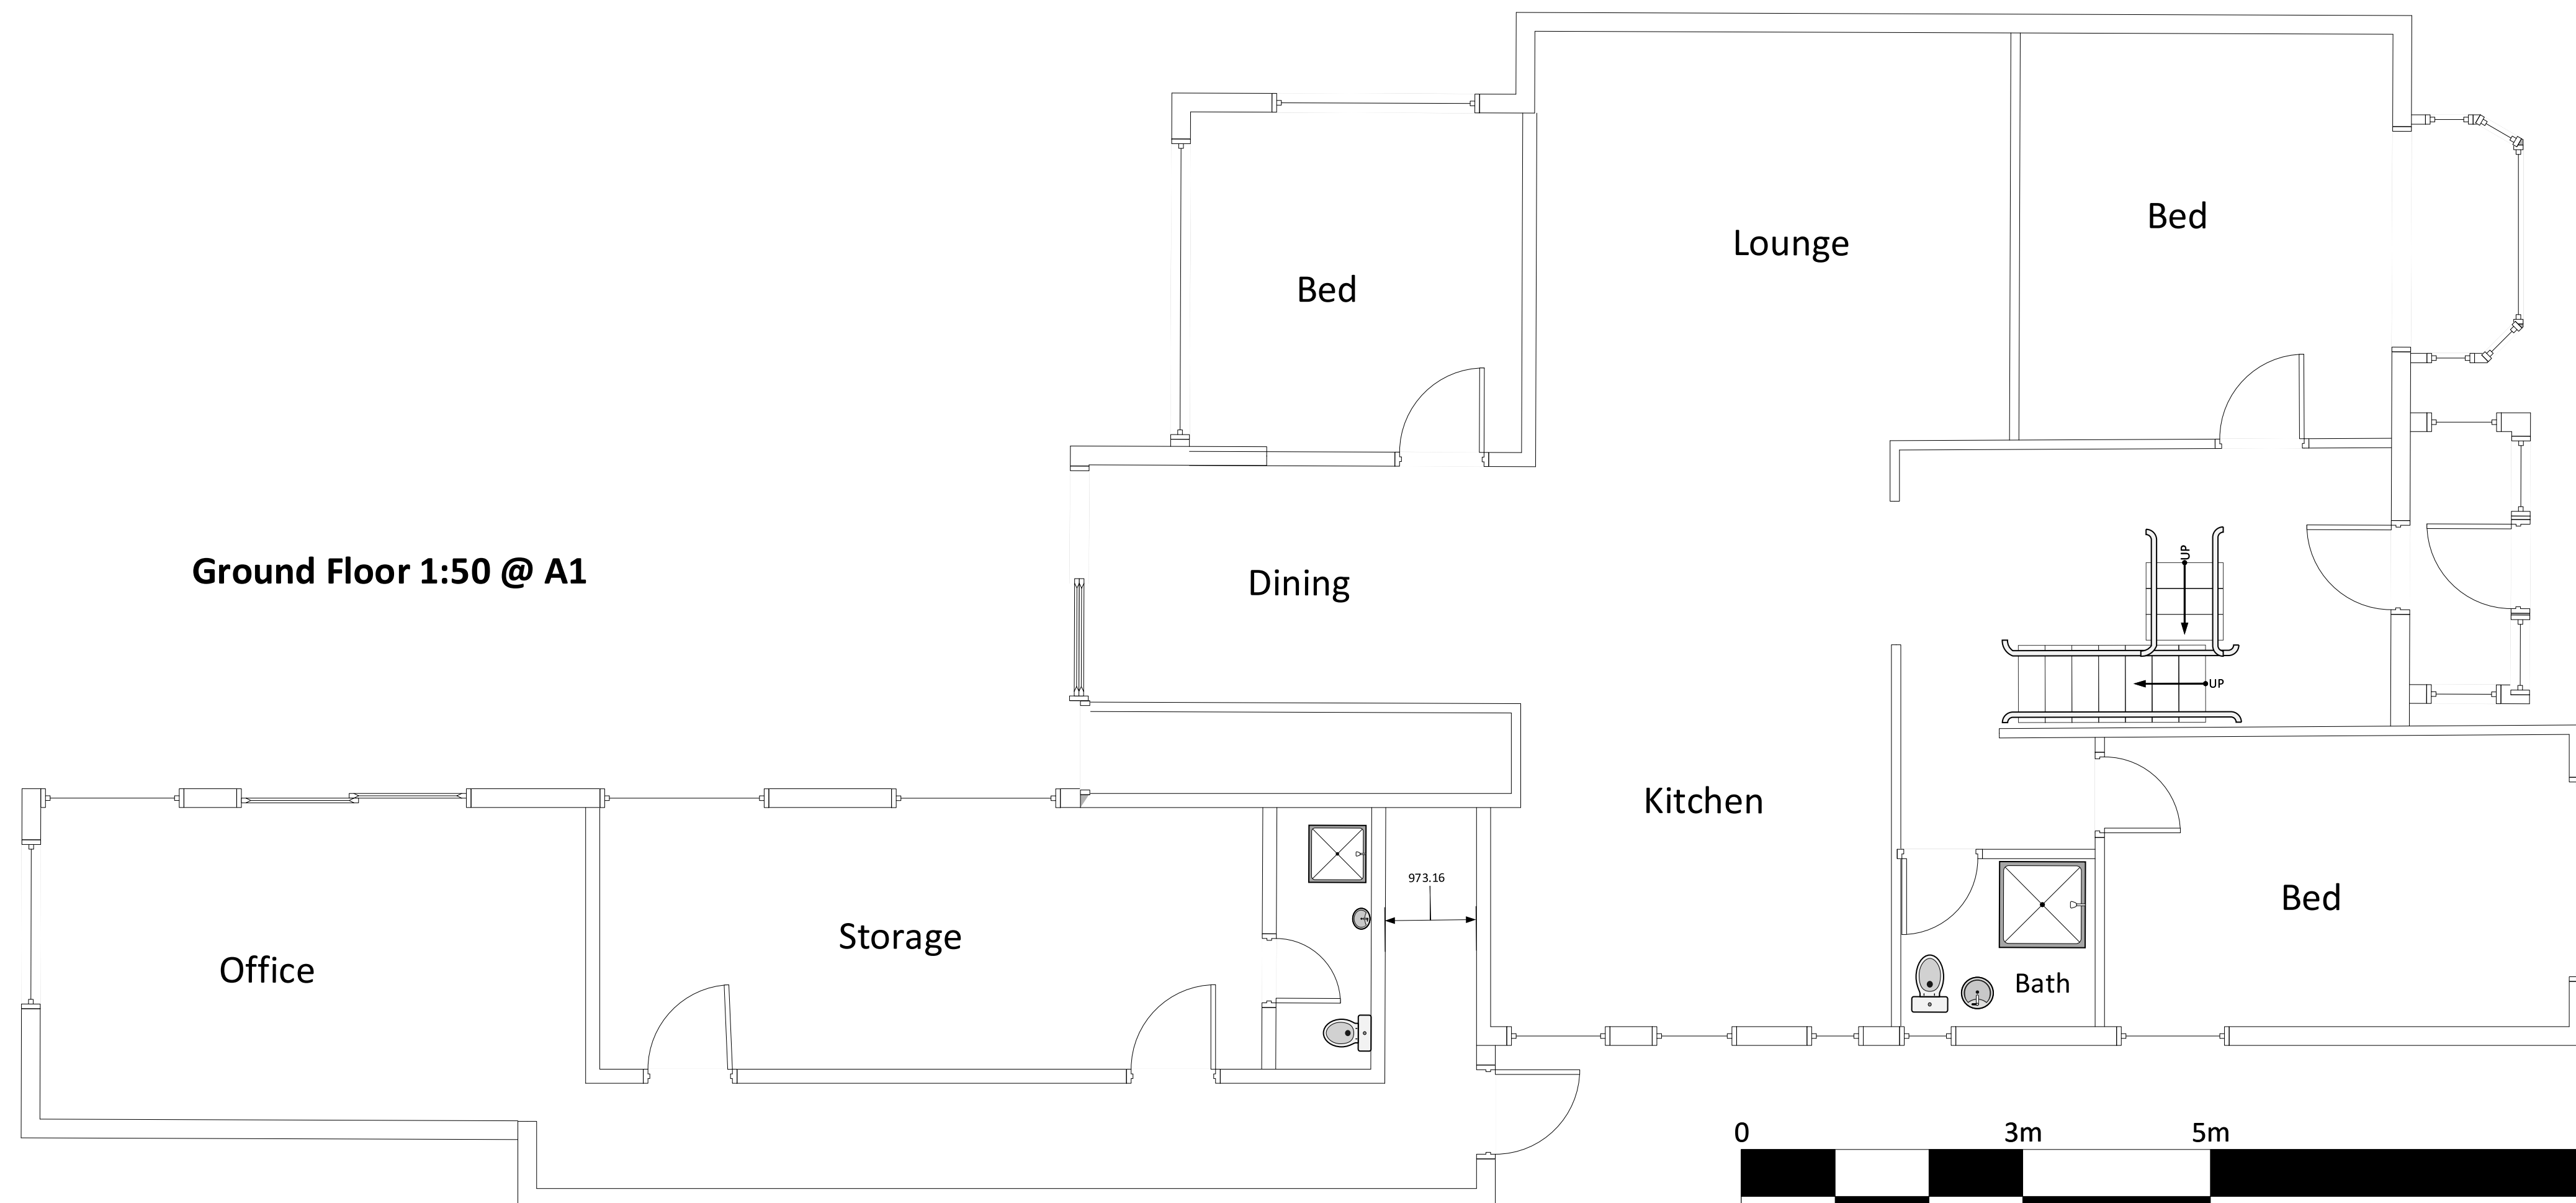 Lounge
Bed
Bed
Ground Floor 1:50 @ A1
Dining
UP
UP
Kitchen
973.16
Storage
Bed
Office
Bath
0 3m 5m